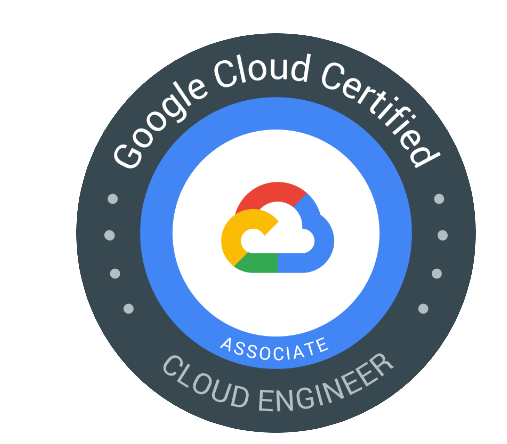 Google Cloud Certified
ASSOCIATE
CLOUD ENGINEER